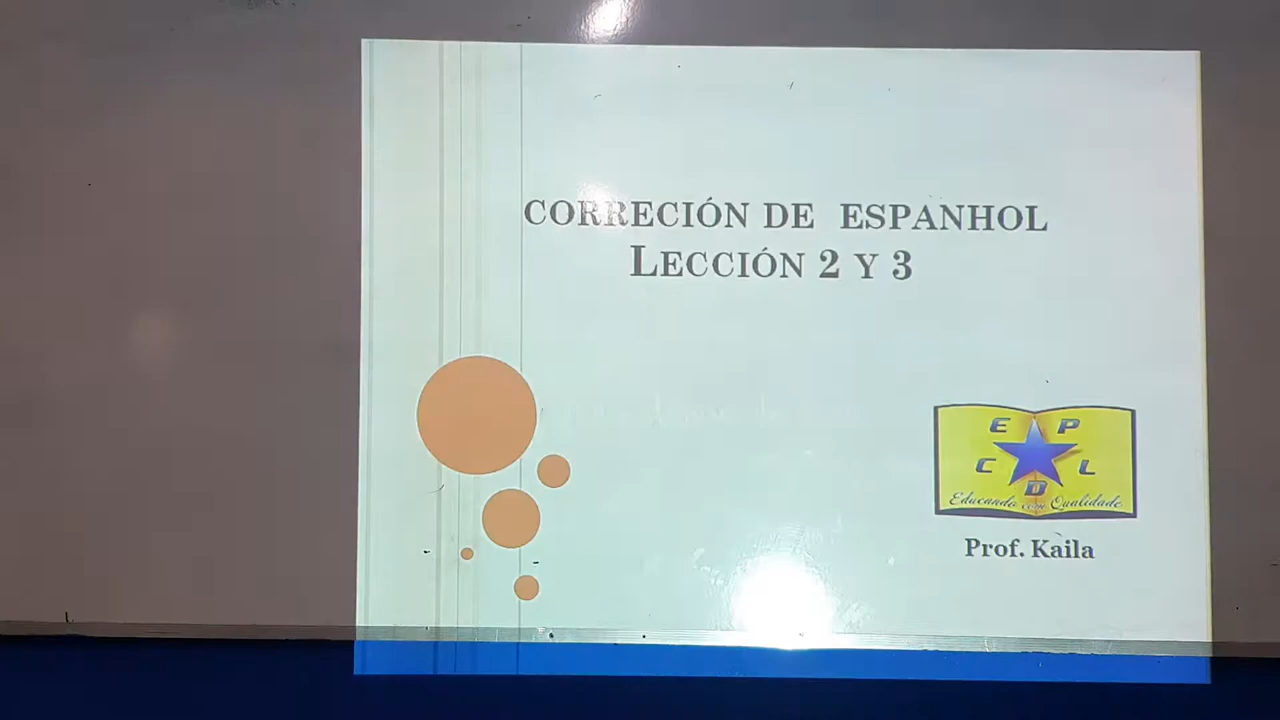 CORRECIÓN DE ESPANHOL
LECCIÓN 2 Y 3
E P
C L
D
Educando com Qualidade
Prof. Kaila